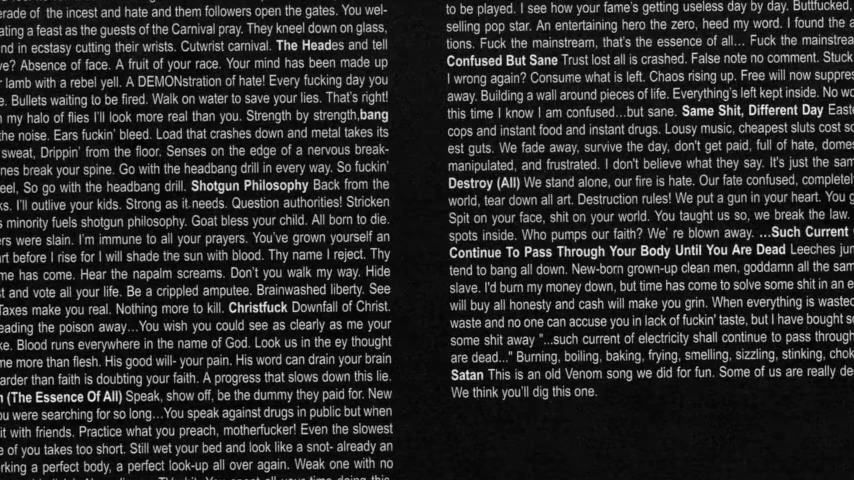 erade of the incest and hate and them followers open the gates. You wel-
ating a feast as the guests of the Carnival pray. They kneel down on glass,
nd in ecstasy cutting their wrists. Cutwrist carnival. The Heades and tell
ve? Absence of face. A fruit of your race. Your mind has been made up
r lamb with a rebel yell. A DEMONstration of hate! Every fucking day you
e. Bullets waiting to be fired. Walk on water to save your lies. That's right!
n my halo of flies I'll look more real than you. Strength by strength,bang
the noise. Ears fuckin' bleed. Load that crashes down and metal takes its
sweat, Drippin' from the floor. Senses on the edge of a nervous break-
nes break your spine. Go with the headbang drill in every way. So fuckin'
eel, So go with the headbang drill. Shotgun Philosophy Back from the
ks. I'll outlive your kids. Strong as it needs. Question authorities! Stricken
s minority fuels shotgun philosophy. Goat bless your child. All born to die.
ers were slain. I'm immune to all your prayers. You've grown yourself an
rt before I rise for I will shade the sun with blood. Thy name I reject. Thy
me has come. Hear the napalm screams. Don't you walk my way. Hide
st and vote all your life. Be a crippled amputee. Brainwashed liberty. See
Taxes make you real. Nothing more to kill. Christfuck Downfall of Christ.
eading the poison away…You wish you could see as clearly as me your
ke. Blood runs everywhere in the name of God. Look us in the ey thought
me more than flesh. His good will- your pain. His word can drain your brain
arder than faith is doubting your faith. A progress that slows down this lie.
n (The Essence Of All) Speak, show off, be the dummy they paid for. New
ou were searching for so long…You speak against drugs in public but when
it with friends. Practice what you preach, motherfucker! Even the slowest
e of you takes too short. Still wet your bed and look like a snot- already an
rking a perfect body, a perfect look-up all over again. Weak one with no
to be played. I see how your fame's getting useless day by day. Buttfucked,
selling pop star. An entertaining hero the zero, heed my word. I found the a
tions. Fuck the mainstream, that's the essence of all… Fuck the mainstrea
Confused But Sane Trust lost all is crashed. False note no comment. Stuck
I wrong again? Consume what is left. Chaos rising up. Free will now suppres
away. Building a wall around pieces of life. Everything's left kept inside. No wo
this time I know I am confused…but sane. Same Shit, Different Day Easte
cops and instant food and instant drugs. Lousy music, cheapest sluts cost so
est guts. We fade away, survive the day, don't get paid, full of hate, domes
manipulated, and frustrated. I don't believe what they say. It's just the sam
Destroy (All) We stand alone, our fire is hate. Our fate confused, completely
world, tear down all art. Destruction rules! We put a gun in your heart. You g
Spit on your face, shit on your world. You taught us so, we break the law.
spots inside. Who pumps our faith? We' re blown away. …Such Current
Continue To Pass Through Your Body Until You Are Dead Leeches jum
tend to bang all down. New-born grown-up clean men, goddamn all the sam
slave. I'd burn my money down, but time has come to solve some shit in an e
will buy all honesty and cash will make you grin. When everything is wasted
waste and no one can accuse you in lack of fuckin' taste, but I have bought so
some shit away "...such current of electricity shall continue to pass through
are dead..." Burning, boiling, baking, frying, smelling, sizzling, stinking, chok
Satan This is an old Venom song we did for fun. Some of us are really de
We think you'll dig this one.